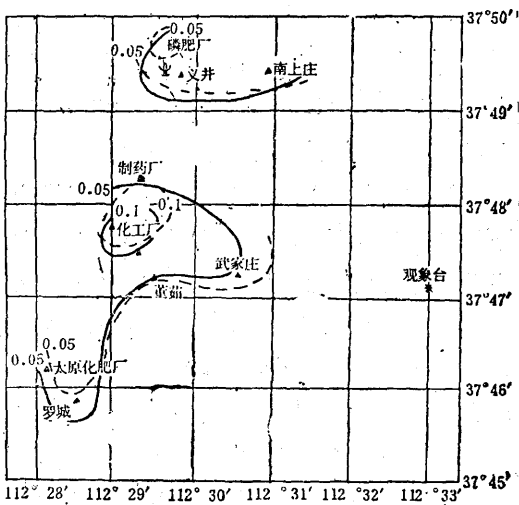 0.05
37°50′
磷肥厂
0.05
义井
南上庄
37°49′
制药厂
0.05
37°48′
0.1
0.1
化工厂
武家庄
观象台
董茹
37°47′
0.05
0.05
太原化肥厂
37°46′
罗城
37°45′
112°28′ 112°29′ 112°30′ 112°31′ 112°32′ 112°33′